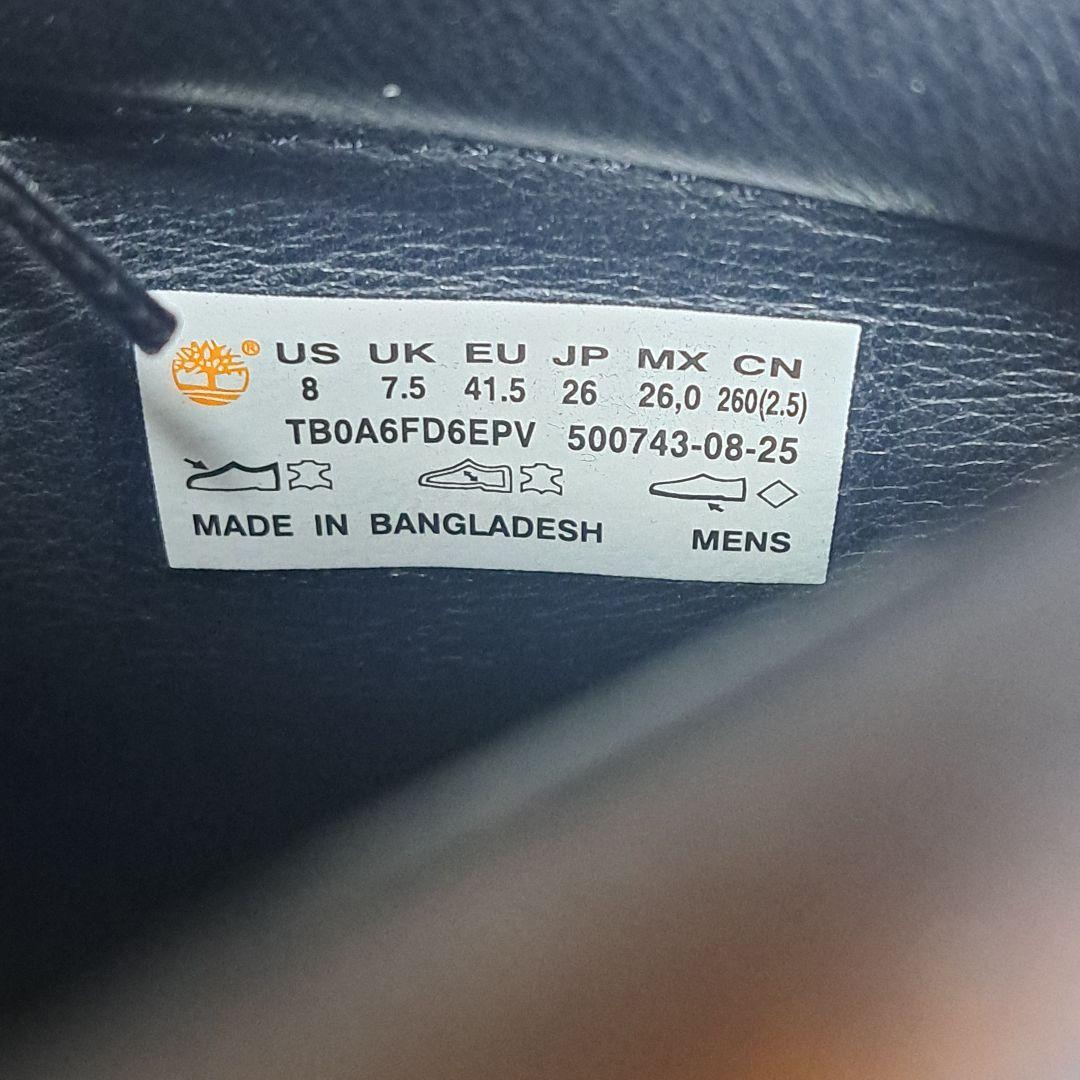 ® US UK EU JP MX CN
8 7.5 41.5 26 26,0 260(2.5)
TB0A6FD6EPV 500743-08-25
MADE IN BANGLADESH MENS